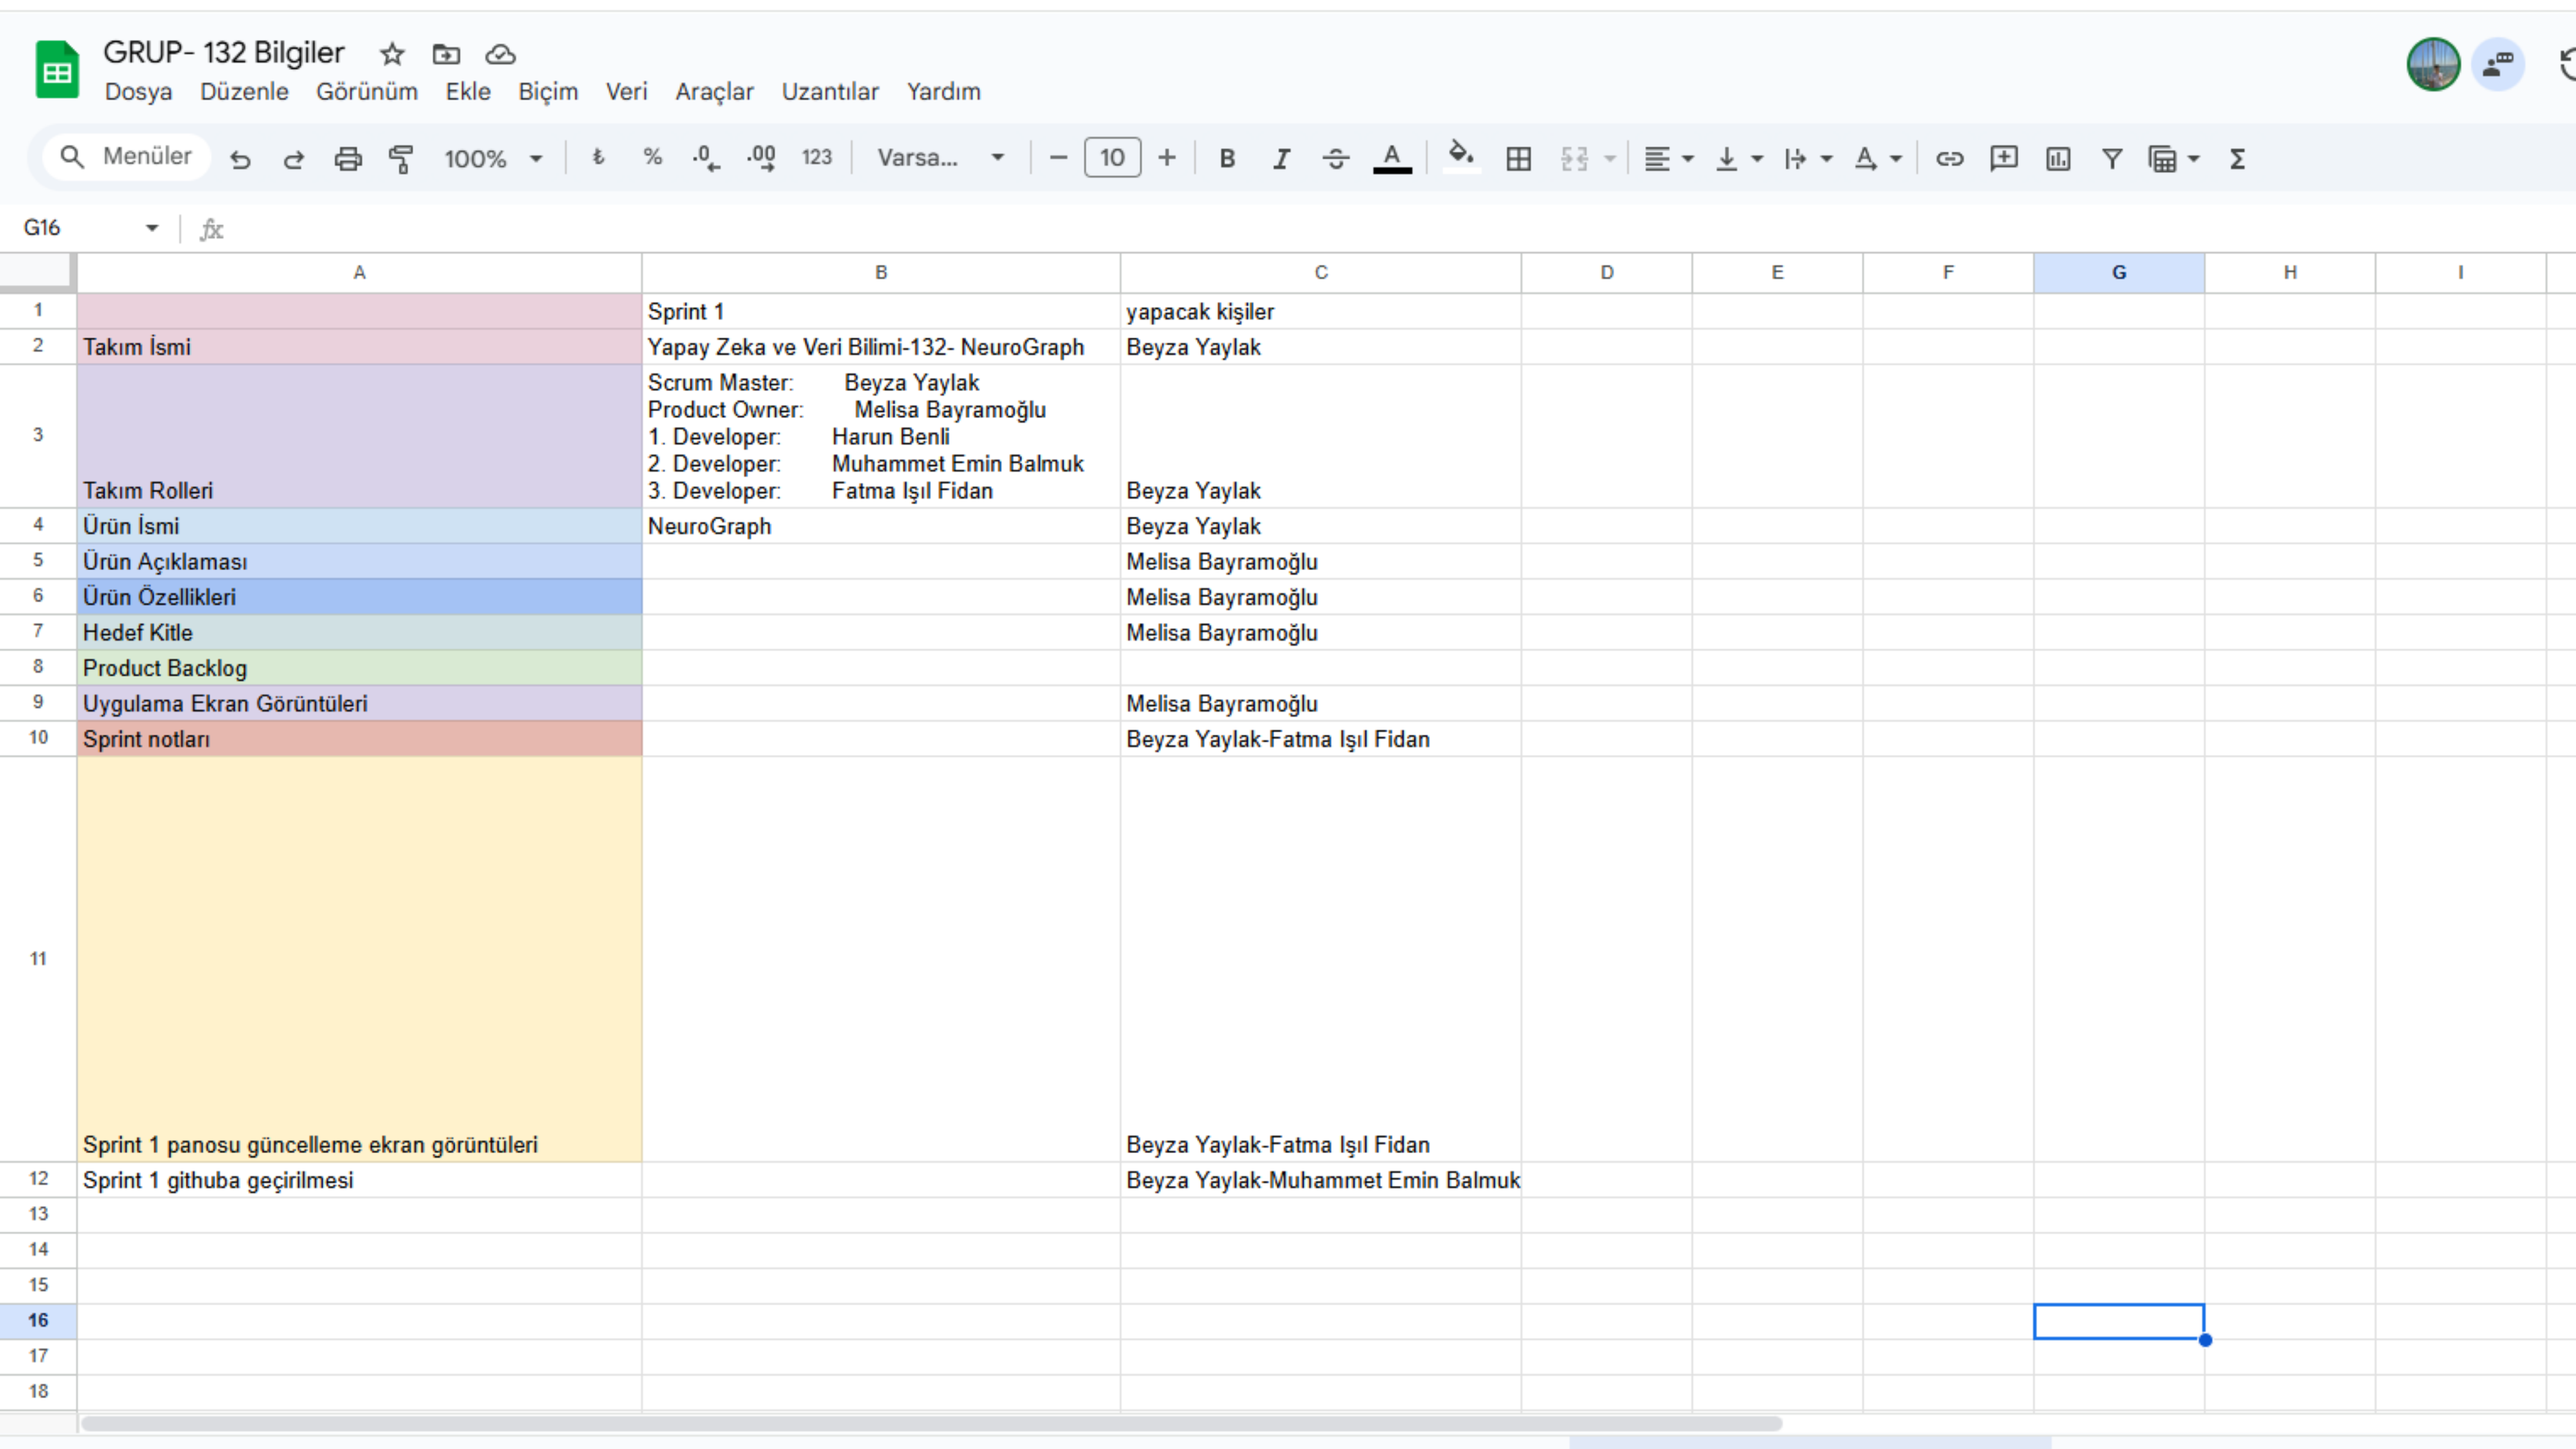 GRUP- 132 Bilgiler
Dosya Düzenle Görünüm Ekle Biçim Veri Araçlar Uzantılar Yardım
Menüler 100% ₺ % .0 .00 123 Varsa... 10 B I A A Σ
G16 fx
A B C D E F G H I
1 Sprint 1 yapacak kişiler
2 Takım İsmi Yapay Zeka ve Veri Bilimi-132- NeuroGraph Beyza Yaylak
Scrum Master: Beyza Yaylak
Product Owner: Melisa Bayramoğlu
3 1. Developer: Harun Benli
2. Developer: Muhammet Emin Balmuk
Takım Rolleri 3. Developer: Fatma Işıl Fidan Beyza Yaylak
4 Ürün İsmi NeuroGraph Beyza Yaylak
5 Ürün Açıklaması Melisa Bayramoğlu
6 Ürün Özellikleri Melisa Bayramoğlu
7 Hedef Kitle Melisa Bayramoğlu
8 Product Backlog
9 Uygulama Ekran Görüntüleri Melisa Bayramoğlu
10 Sprint notları Beyza Yaylak-Fatma Işıl Fidan
11
Sprint 1 panosu güncelleme ekran görüntüleri Beyza Yaylak-Fatma Işıl Fidan
12 Sprint 1 githuba geçirilmesi Beyza Yaylak-Muhammet Emin Balmuk
13
14
15
16
17
18